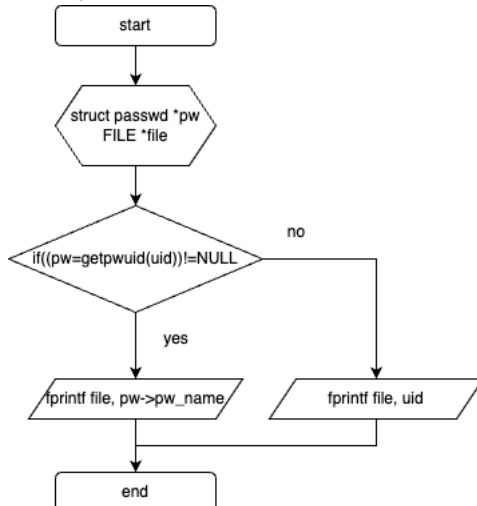 start
struct passwd *pw
FILE *file
if((pw=getpwuid(uid))!=NULL
no
yes
fprintf file, pw->pw_name
fprintf file, uid
end